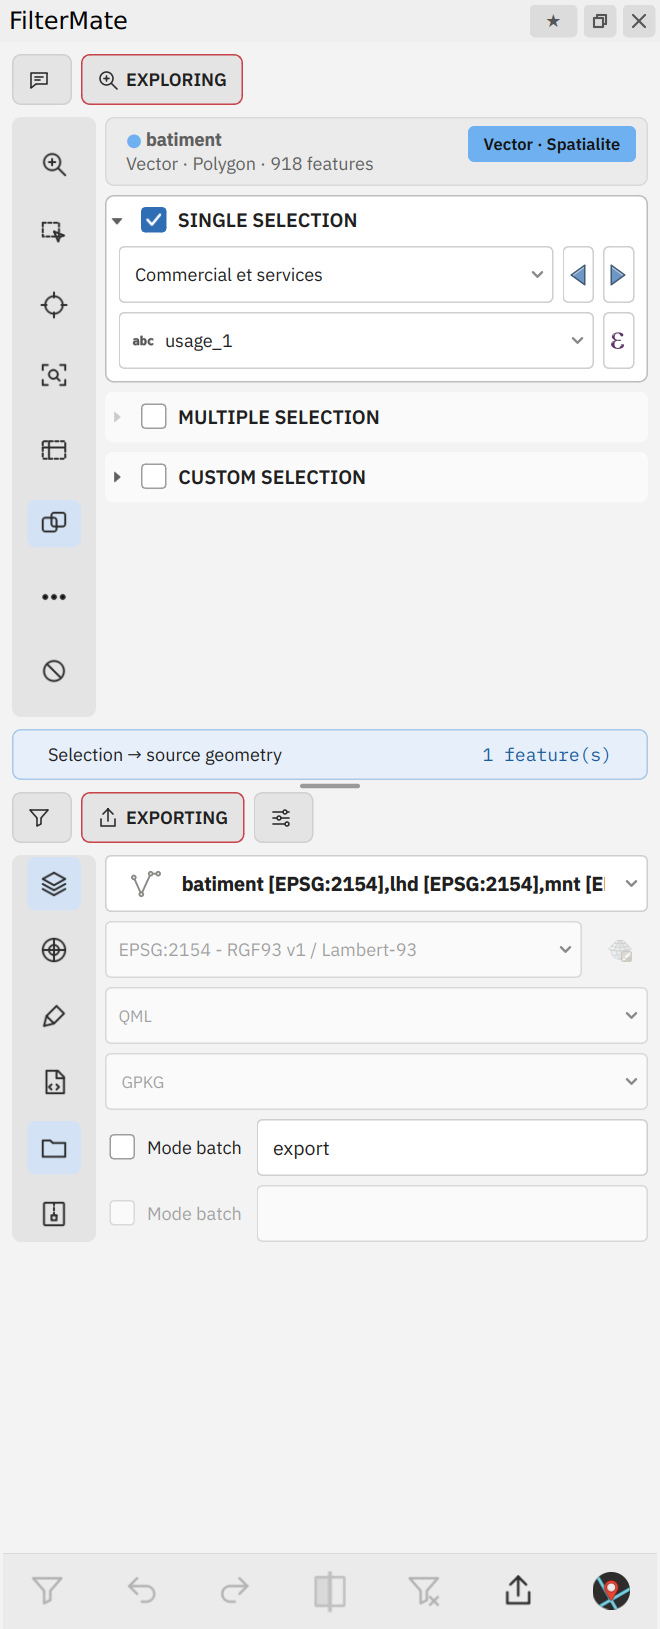 FilterMate
EXPLORING
batiment
Vector · Polygon · 918 features
Vector · Spatialite
SINGLE SELECTION
Commercial et services
abc usage_1
ε
MULTIPLE SELECTION
CUSTOM SELECTION
Selection → source geometry
1 feature(s)
EXPORTING
batiment [EPSG:2154],lhd [EPSG:2154],mnt [E
EPSG:2154 - RGF93 v1 / Lambert-93
QML
GPKG
Mode batch
export
Mode batch